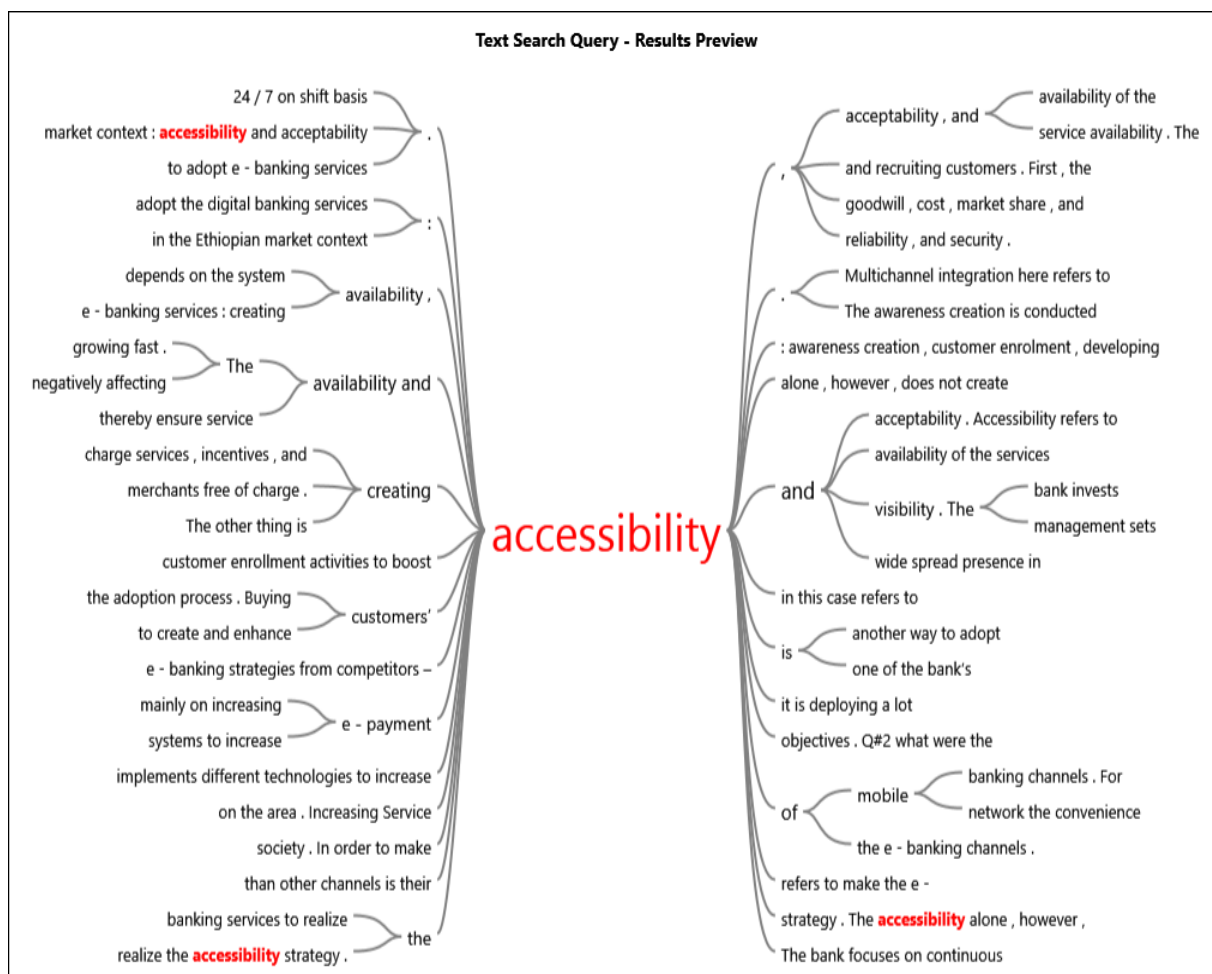 Text Search Query - Results Preview
24 / 7 on shift basis
market context : accessibility and acceptability
to adopt e - banking services
.
adopt the digital banking services
in the Ethiopian market context
:
depends on the system
e - banking services : creating
availability ,
growing fast .
negatively affecting
The
thereby ensure service
availability and
charge services , incentives , and
merchants free of charge .
The other thing is
creating
customer enrollment activities to boost
the adoption process . Buying
to create and enhance
customers'
e - banking strategies from competitors –
mainly on increasing
systems to increase
e - payment
implements different technologies to increase
on the area . Increasing Service
society . In order to make
than other channels is their
banking services to realize
realize the accessibility strategy .
the
accessibility
,
acceptability , and
availability of the
service availability . The
and recruiting customers . First , the
goodwill , cost , market share , and
reliability , and security .
.
Multichannel integration here refers to
The awareness creation is conducted
: awareness creation , customer enrolment , developing
alone , however , does not create
and
acceptability . Accessibility refers to
availability of the services
visibility . The
bank invests
management sets
wide spread presence in
in this case refers to
is
another way to adopt
one of the bank's
it is deploying a lot
objectives . Q#2 what were the
of
mobile
banking channels . For
network the convenience
the e - banking channels .
refers to make the e -
strategy . The accessibility alone , however ,
The bank focuses on continuous